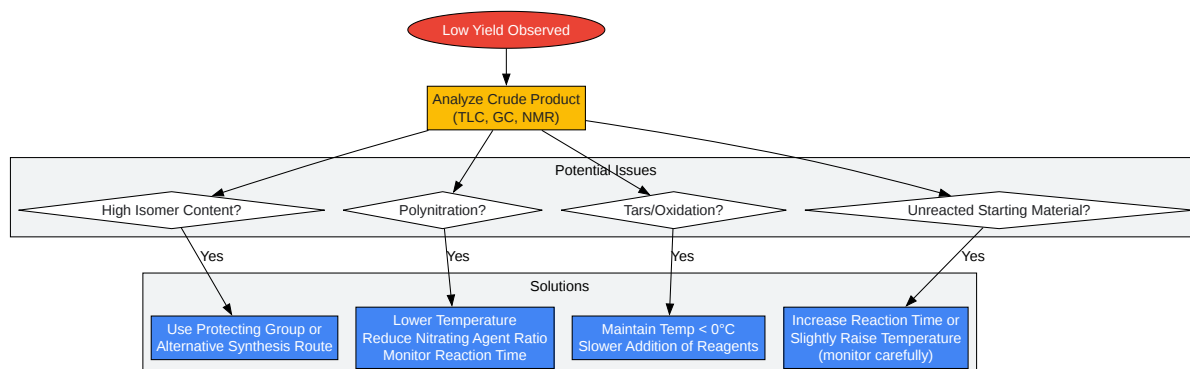 Low Yield Observed
Analyze Crude Product
(TLC, GC, NMR)
Potential Issues
High Isomer Content?
Polynitration?
Tars/Oxidation?
Unreacted Starting Material?
Yes
Yes
Yes
Yes
Solutions
Use Protecting Group or
Alternative Synthesis Route
Lower Temperature
Reduce Nitrating Agent Ratio
Monitor Reaction Time
Maintain Temp < 0°C
Slower Addition of Reagents
Increase Reaction Time or
Slightly Raise Temperature
(monitor carefully)